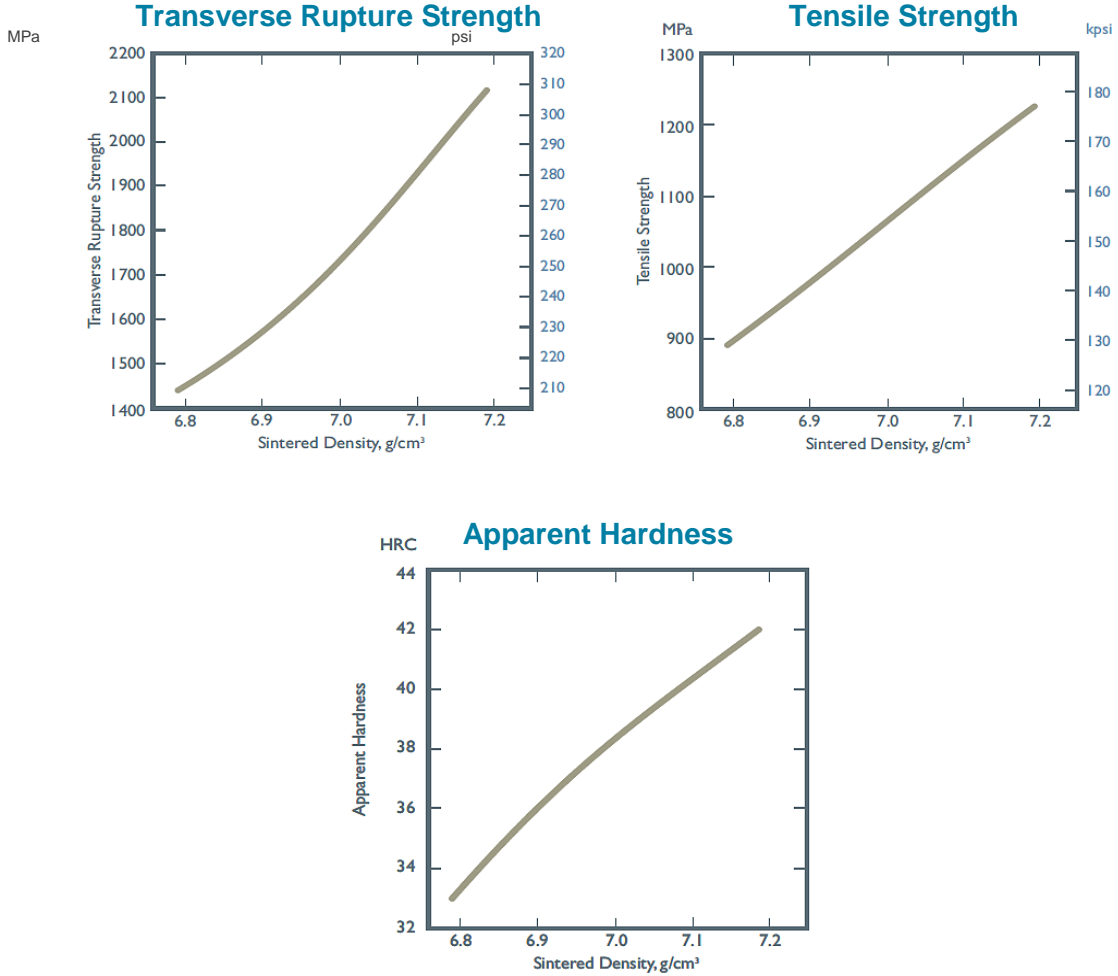 Transverse Rupture Strength
MPa
psi
2200
2100
2000
1900
1800
1700
1600
1500
1400
320
310
300
290
280
270
260
250
240
230
220
210
Transverse Rupture Strength
6.8 6.9 7.0 7.1 7.2
Sintered Density, g/cm³
Tensile Strength
MPa
kpsi
1300
1200
1100
1000
900
800
180
170
160
150
140
130
120
Tensile Strength
6.8 6.9 7.0 7.1 7.2
Sintered Density, g/cm³
Apparent Hardness
HRC
44
42
40
38
36
34
32
Apparent Hardness
6.8 6.9 7.0 7.1 7.2
Sintered Density, g/cm³